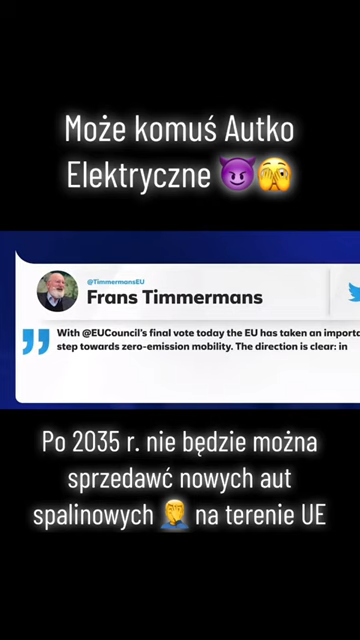 Może komuś Autko
Elektryczne 😈🫣
@TimmermansEU
Frans Timmermans
With @EUCouncil's final vote today the EU has taken an importa
step towards zero-emission mobility. The direction is clear: in
Po 2035 r. nie będzie można
sprzedawć nowych aut
spalinowych 🤦‍♂️ na terenie UE